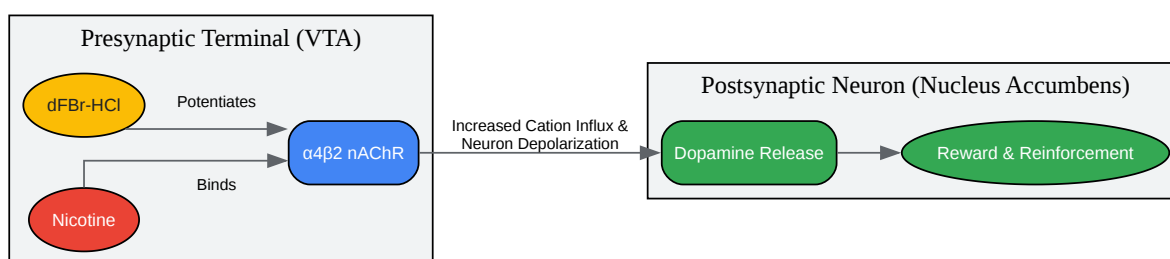 Presynaptic Terminal (VTA)
dFBr-HCl
Potentiates
α4β2 nAChR
Binds
Nicotine
Increased Cation Influx &
Neuron Depolarization
Postsynaptic Neuron (Nucleus Accumbens)
Dopamine Release
Reward & Reinforcement